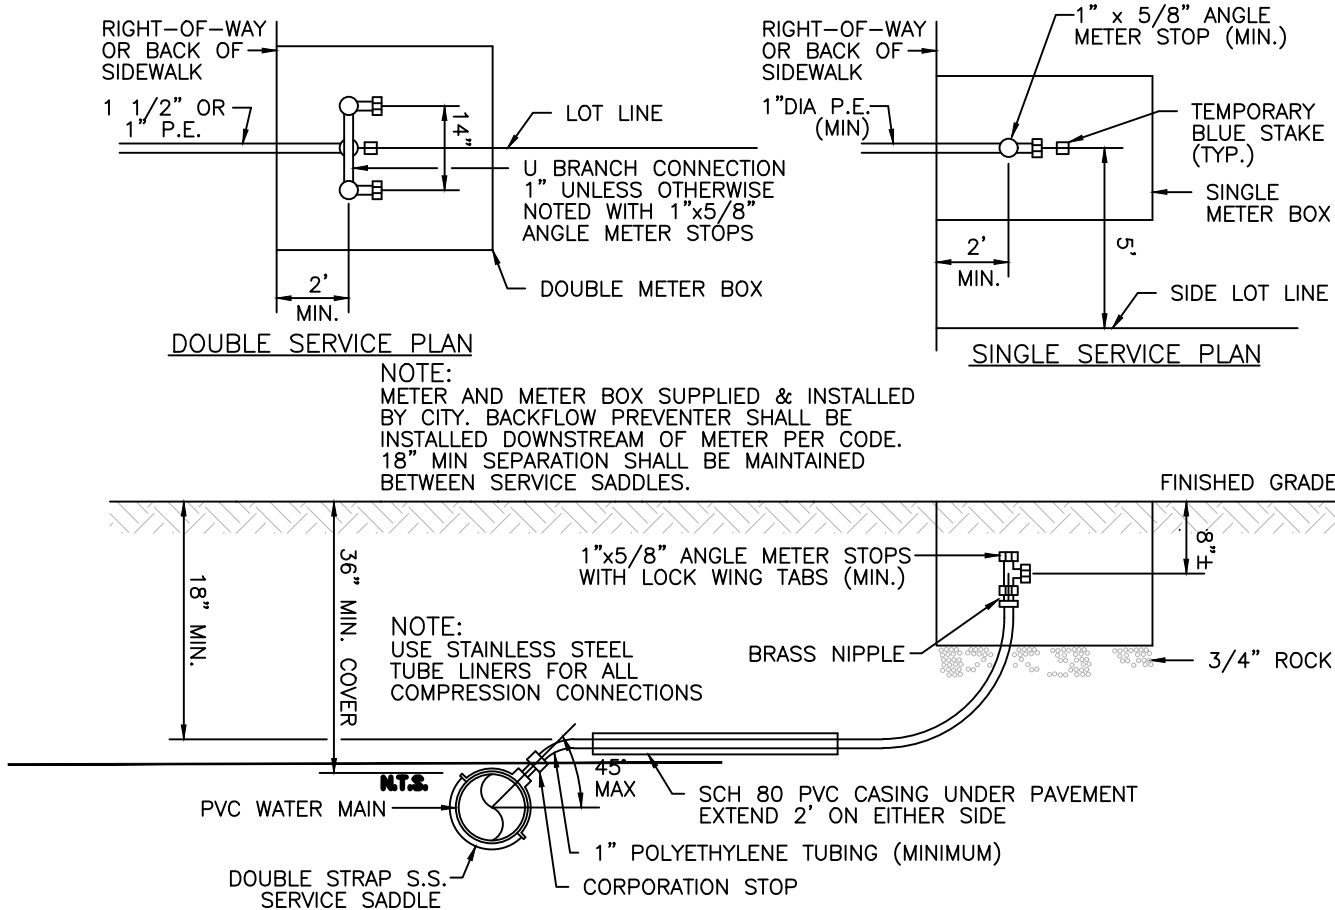 RIGHT-OF-WAY
OR BACK OF
SIDEWALK
1 1/2" OR
1" P.E.
14"
LOT LINE
U BRANCH CONNECTION
1" UNLESS OTHERWISE
NOTED WITH 1"x5/8"
ANGLE METER STOPS
2'
MIN.
DOUBLE METER BOX
DOUBLE SERVICE PLAN
RIGHT-OF-WAY
OR BACK OF
SIDEWALK
1" x 5/8" ANGLE
METER STOP (MIN.)
1"DIA P.E.
(MIN)
TEMPORARY
BLUE STAKE
(TYP.)
SINGLE
METER BOX
2'
MIN.
5'
SIDE LOT LINE
SINGLE SERVICE PLAN
NOTE:
METER AND METER BOX SUPPLIED & INSTALLED
BY CITY. BACKFLOW PREVENTER SHALL BE
INSTALLED DOWNSTREAM OF METER PER CODE.
18" MIN SEPARATION SHALL BE MAINTAINED
BETWEEN SERVICE SADDLES.
FINISHED GRADE
18" MIN.
36" MIN. COVER
1"x5/8" ANGLE METER STOPS
WITH LOCK WING TABS (MIN.)
8"±
NOTE:
USE STAINLESS STEEL
TUBE LINERS FOR ALL
COMPRESSION CONNECTIONS
BRASS NIPPLE
3/4" ROCK
N.T.S.
45°
MAX
PVC WATER MAIN
SCH 80 PVC CASING UNDER PAVEMENT
EXTEND 2' ON EITHER SIDE
1" POLYETHYLENE TUBING (MINIMUM)
DOUBLE STRAP S.S.
SERVICE SADDLE
CORPORATION STOP